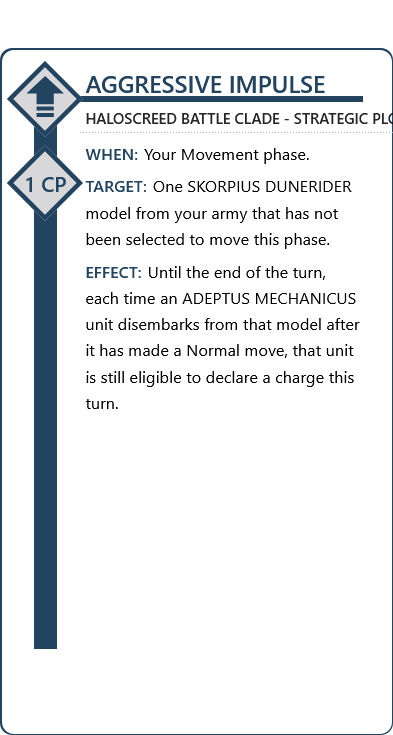 AGGRESSIVE IMPULSE
HALOSCREED BATTLE CLADE - STRATEGIC
WHEN: Your Movement phase.
1 CP
TARGET: One SKORPIUS DUNERIDER
model from your army that has not
been selected to move this phase.
EFFECT: Until the end of the turn,
each time an ADEPTUS MECHANICUS
unit disembarks from that model after
it has made a Normal move, that unit
is still eligible to declare a charge this
turn.